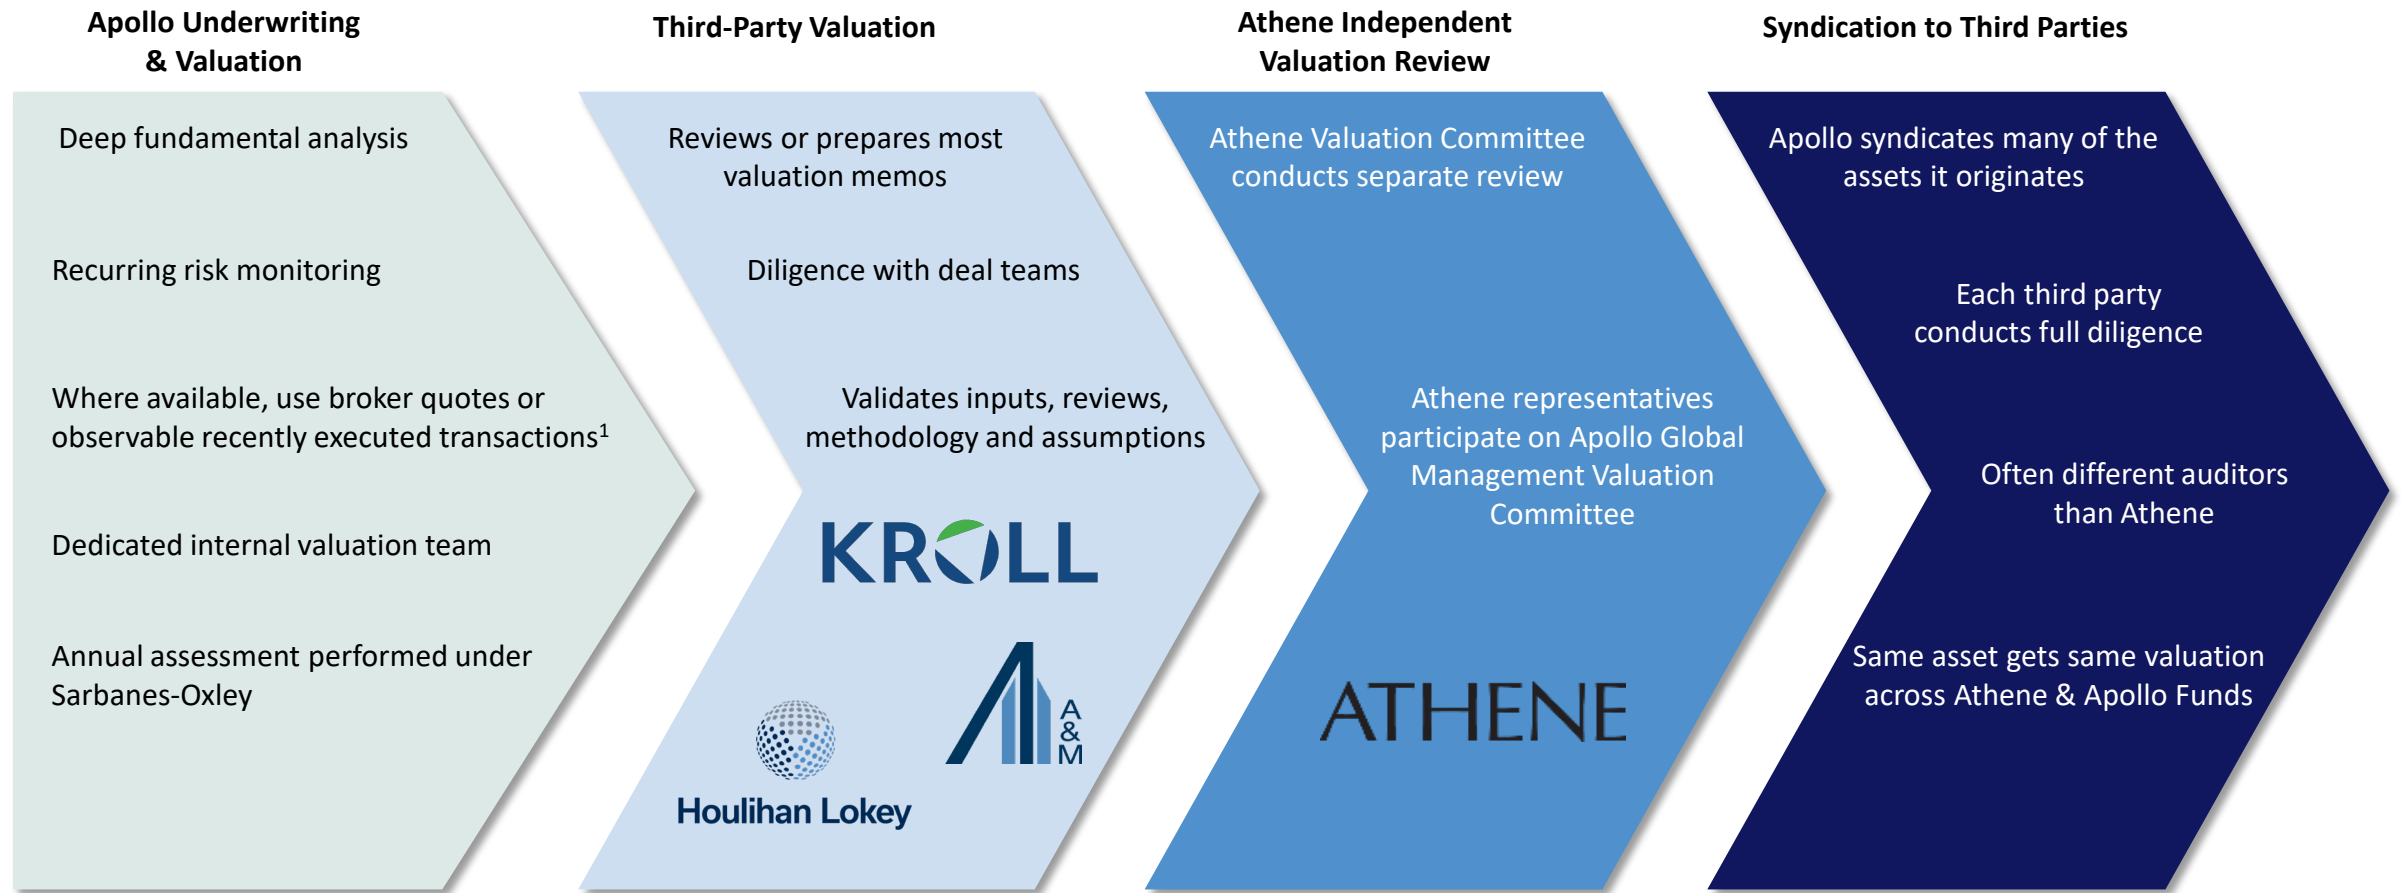 Apollo Underwriting
& Valuation
Deep fundamental analysis
Recurring risk monitoring
Where available, use broker quotes or
observable recently executed transactions1
Dedicated internal valuation team
Annual assessment performed under
Sarbanes-Oxley
Third-Party Valuation
Reviews or prepares most
valuation memos
Diligence with deal teams
Validates inputs, reviews,
methodology and assumptions
KROLL
A
&
M
Houlihan Lokey
Athene Independent
Valuation Review
Athene Valuation Committee
conducts separate review
Athene representatives
participate on Apollo Global
Management Valuation
Committee
ATHENE
Syndication to Third Parties
Apollo syndicates many of the
assets it originates
Each third party
conducts full diligence
Often different auditors
than Athene
Same asset gets same valuation
across Athene & Apollo Funds